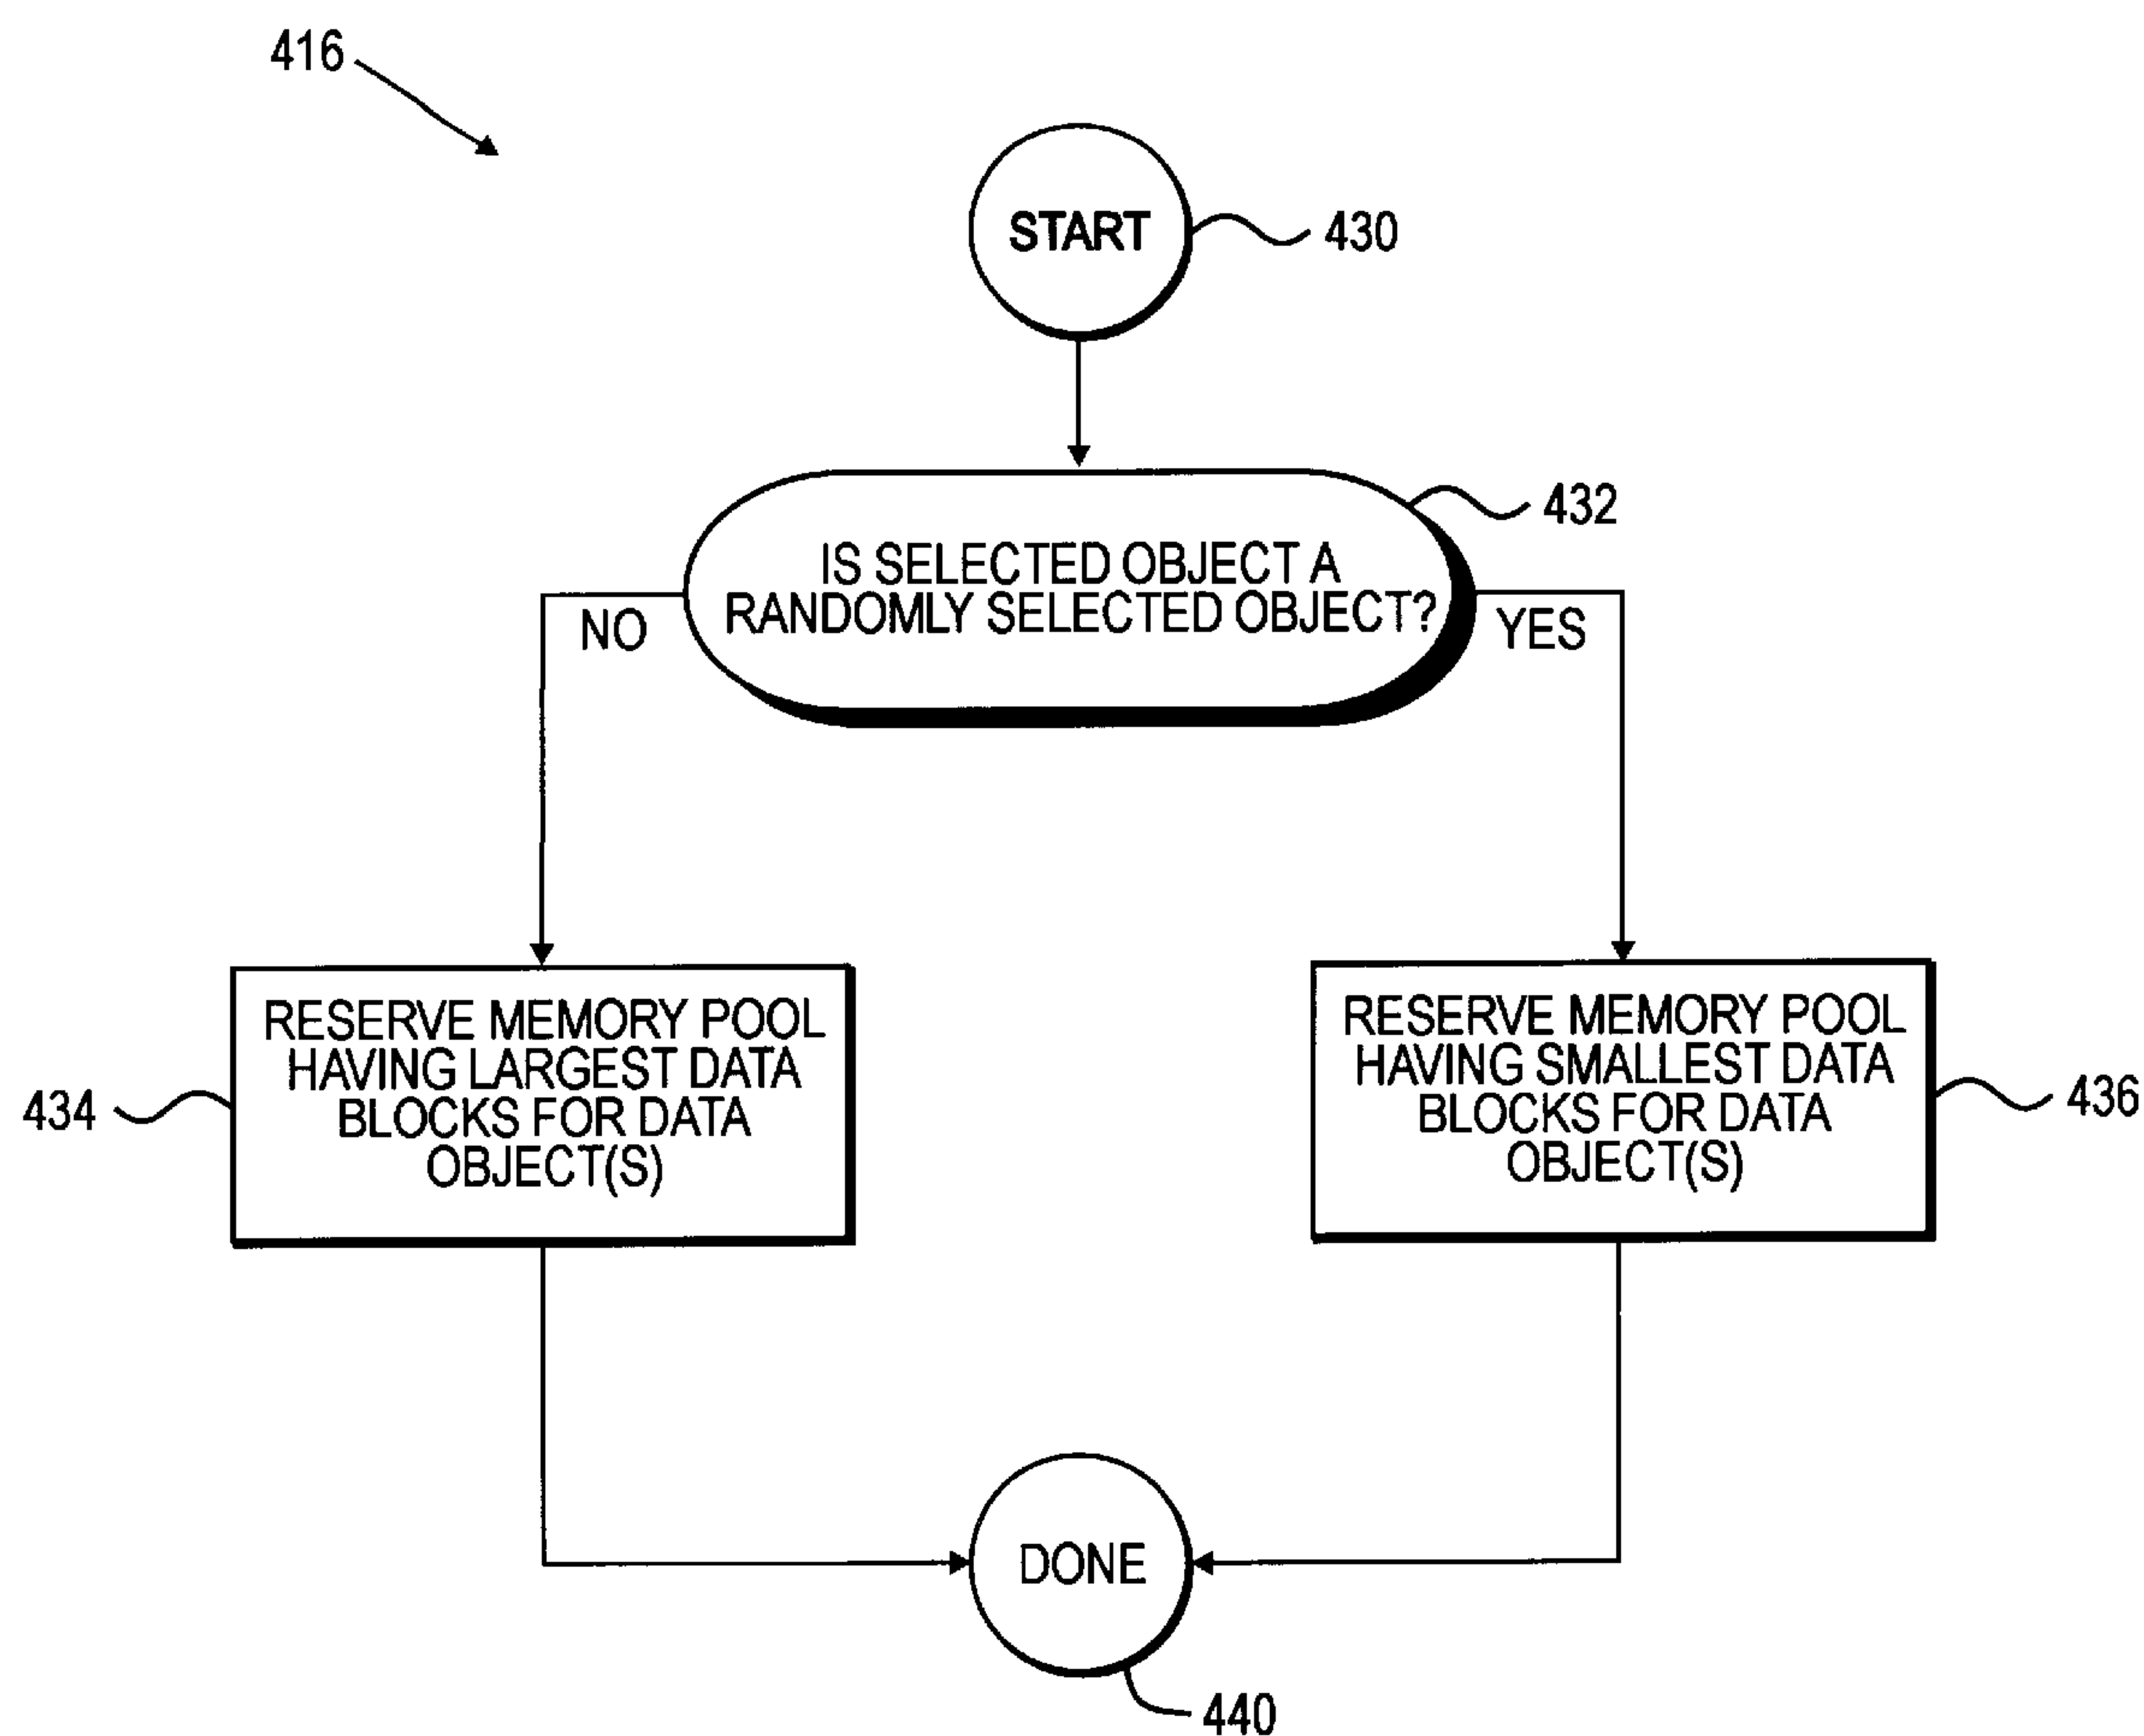 416
START
430
432
IS SELECTED OBJECT A
RANDOMLY SELECTED OBJECT?
NO
YES
RESERVE MEMORY POOL
HAVING LARGEST DATA
BLOCKS FOR DATA
OBJECT(S)
434
RESERVE MEMORY POOL
HAVING SMALLEST DATA
BLOCKS FOR DATA
OBJECT(S)
436
DONE
440